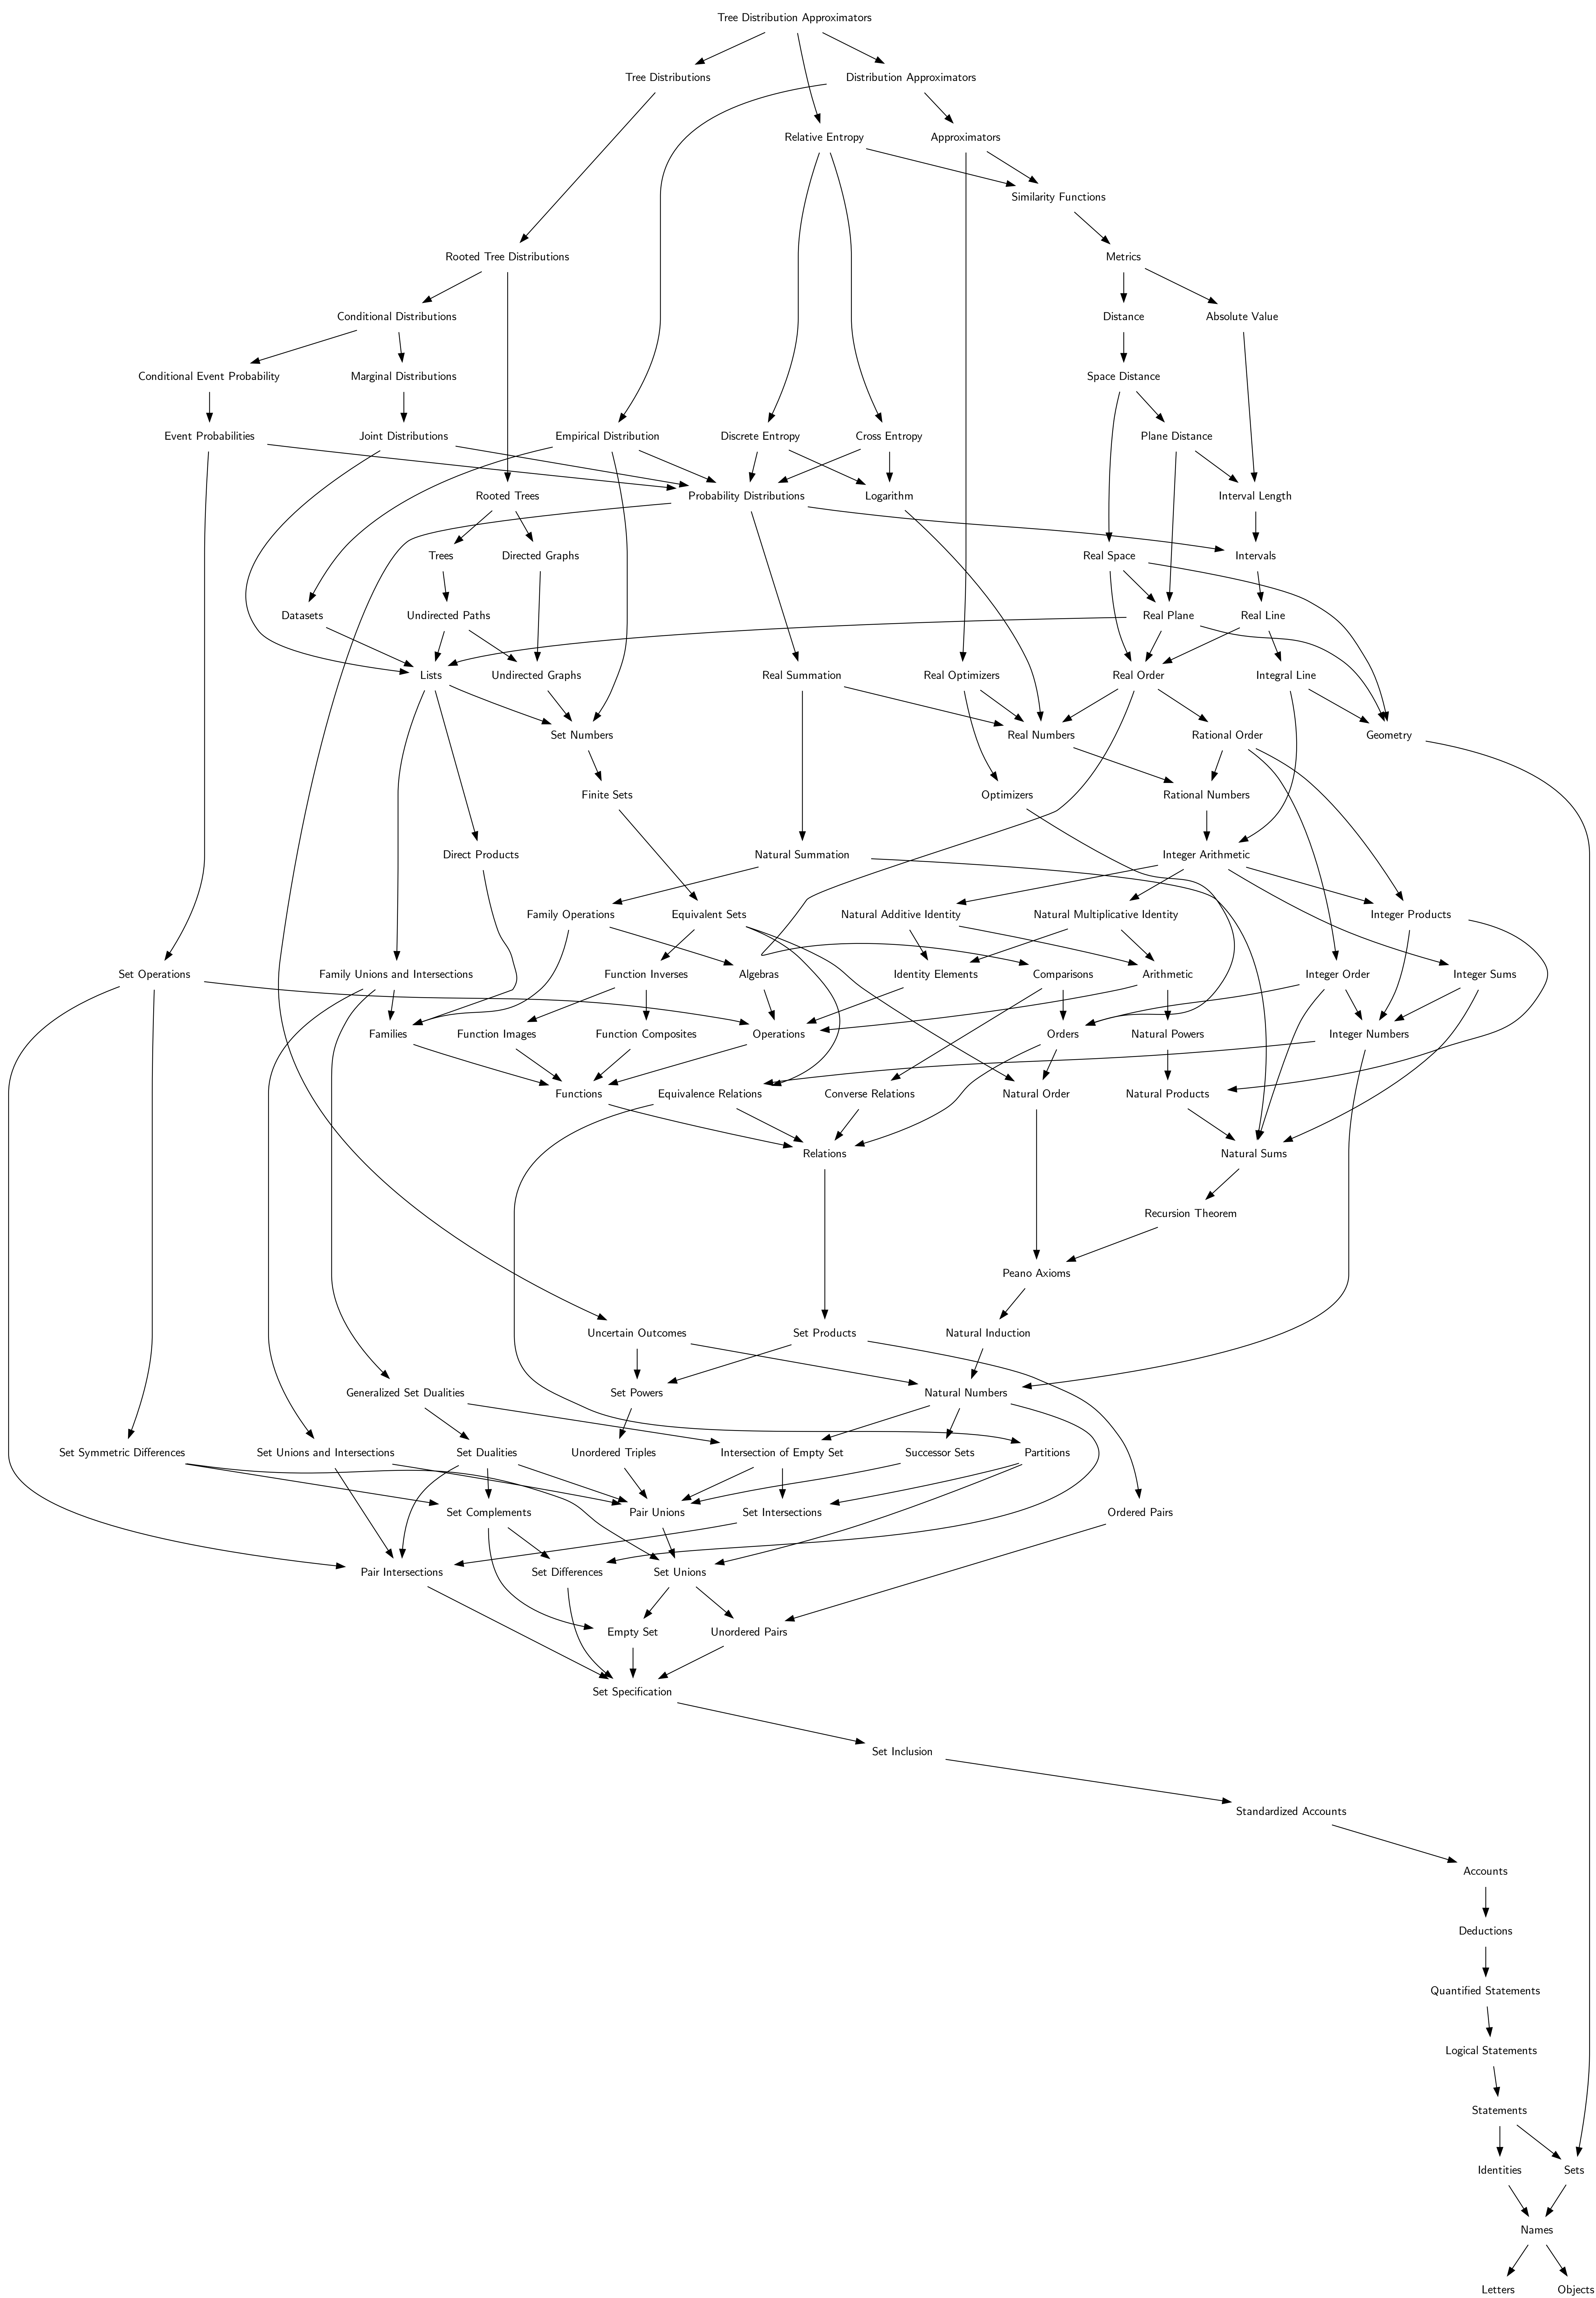 Tree Distribution Approximators
Tree Distributions
Distribution Approximators
Relative Entropy
Approximators
Similarity Functions
Rooted Tree Distributions
Metrics
Conditional Distributions
Distance
Absolute Value
Conditional Event Probability
Marginal Distributions
Space Distance
Event Probabilities
Joint Distributions
Empirical Distribution
Discrete Entropy
Cross Entropy
Plane Distance
Rooted Trees
Probability Distributions
Logarithm
Interval Length
Trees
Directed Graphs
Real Space
Intervals
Datasets
Undirected Paths
Real Plane
Real Line
Lists
Undirected Graphs
Real Summation
Real Optimizers
Real Order
Integral Line
Set Numbers
Real Numbers
Rational Order
Geometry
Finite Sets
Optimizers
Rational Numbers
Direct Products
Natural Summation
Integer Arithmetic
Family Operations
Equivalent Sets
Natural Additive Identity
Natural Multiplicative Identity
Integer Products
Set Operations
Family Unions and Intersections
Function Inverses
Algebras
Identity Elements
Comparisons
Arithmetic
Integer Order
Integer Sums
Families
Function Images
Function Composites
Operations
Orders
Natural Powers
Integer Numbers
Functions
Equivalence Relations
Converse Relations
Natural Order
Natural Products
Relations
Natural Sums
Recursion Theorem
Peano Axioms
Uncertain Outcomes
Set Products
Natural Induction
Generalized Set Dualities
Set Powers
Natural Numbers
Set Symmetric Differences
Set Unions and Intersections
Set Dualities
Unordered Triples
Intersection of Empty Set
Successor Sets
Partitions
Set Complements
Pair Unions
Set Intersections
Ordered Pairs
Pair Intersections
Set Differences
Set Unions
Empty Set
Unordered Pairs
Set Specification
Set Inclusion
Standardized Accounts
Accounts
Deductions
Quantified Statements
Logical Statements
Statements
Identities
Sets
Names
Letters
Objects